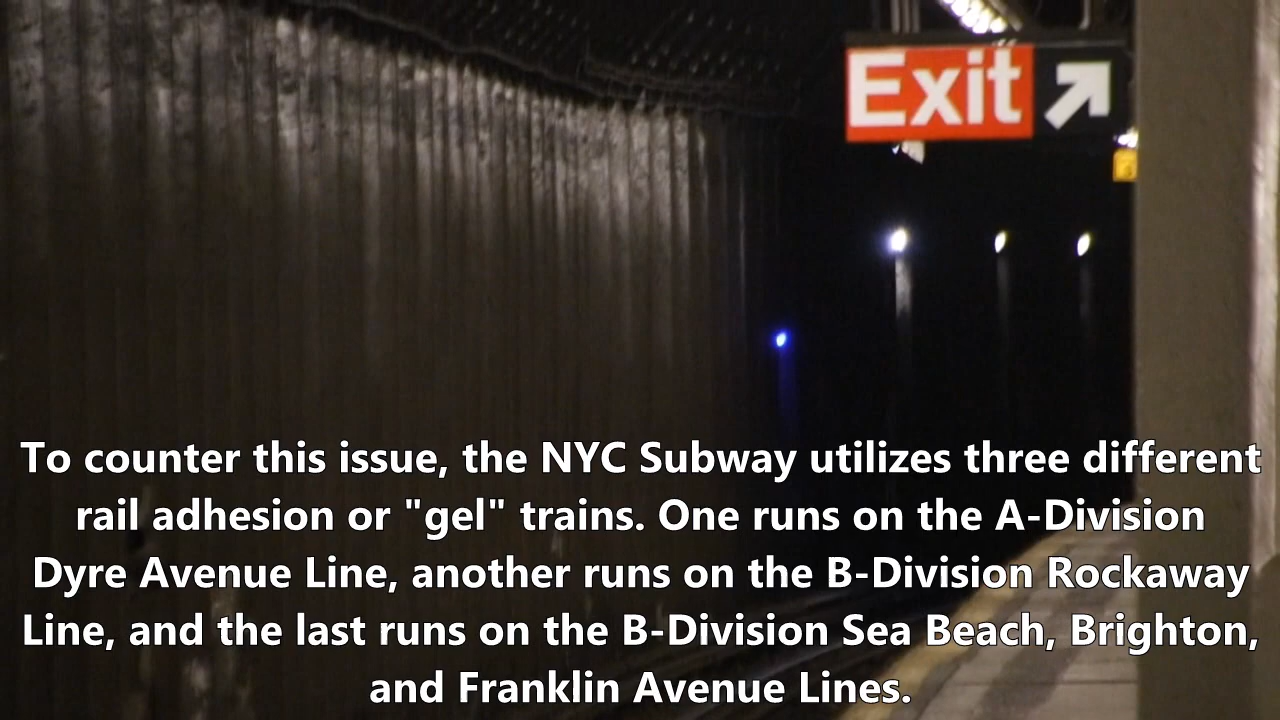 Exit
To counter this issue, the NYC Subway utilizes three different
rail adhesion or "gel" trains. One runs on the A-Division
Dyre Avenue Line, another runs on the B-Division Rockaway
Line, and the last runs on the B-Division Sea Beach, Brighton,
and Franklin Avenue Lines.